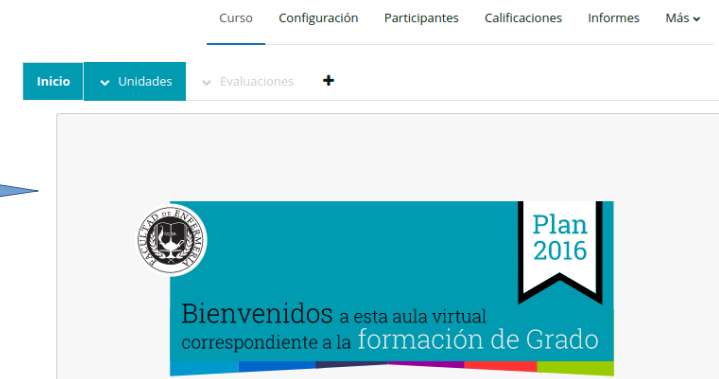 Curso Configuración Participantes Calificaciones Informes Más
Inicio Unidades Evaluaciones +
FACULTAD DE ENFERMERÍA
Plan
2016
Bienvenidos a esta aula virtual
correspondiente a la formación de Grado